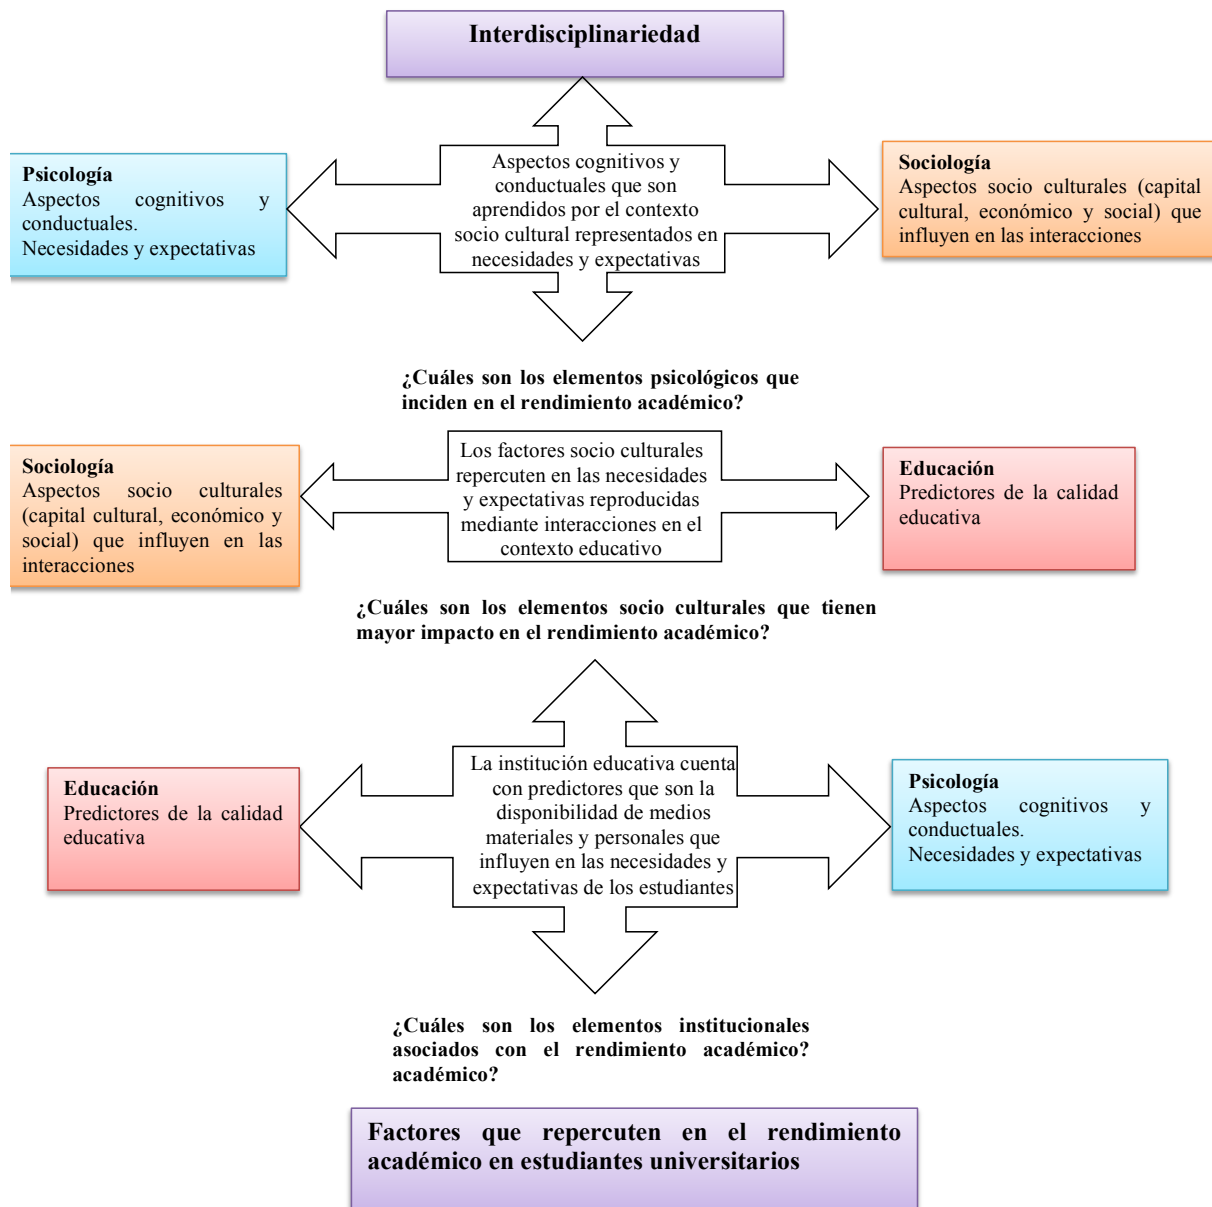 Interdisciplinariedad
Psicología
Aspectos cognitivos y
conductuales.
Necesidades y expectativas
Aspectos cognitivos y
conductuales que son
aprendidos por el contexto
socio cultural representados en
necesidades y expectativas
Sociología
Aspectos socio culturales (capital
cultural, económico y social) que
influyen en las interacciones
¿Cuáles son los elementos psicológicos que
inciden en el rendimiento académico?
Sociología
Aspectos socio culturales
(capital cultural, económico y
social) que influyen en las
interacciones
Los factores socio culturales
repercuten en las necesidades
y expectativas reproducidas
mediante interacciones en el
contexto educativo
Educación
Predictores de la calidad
educativa
¿Cuáles son los elementos socio culturales que tienen
mayor impacto en el rendimiento académico?
Educación
Predictores de la calidad
educativa
La institución educativa cuenta
con predictores que son la
disponibilidad de medios
materiales y personales que
influyen en las necesidades y
expectativas de los estudiantes
Psicología
Aspectos cognitivos y
conductuales.
Necesidades y expectativas
¿Cuáles son los elementos institucionales
asociados con el rendimiento académico?
académico?
Factores que repercuten en el rendimiento
académico en estudiantes universitarios